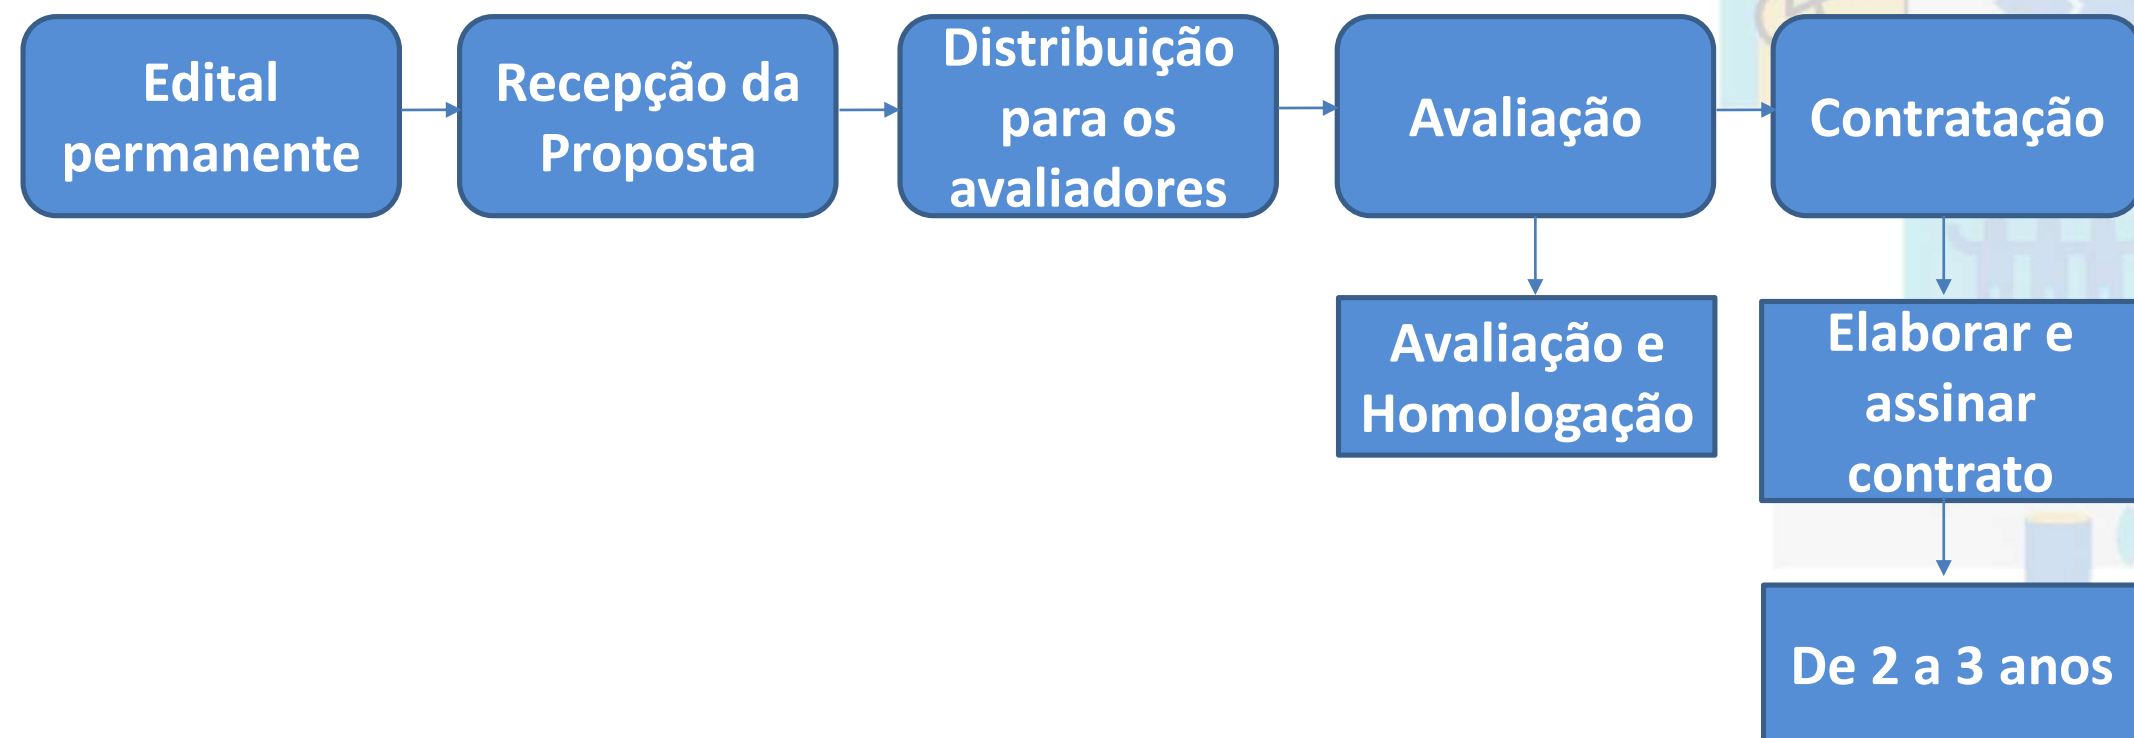 Edital
permanente
Recepção da
Proposta
Distribuição
para os
avaliadores
Avaliação
Contratação
Avaliação e
Homologação
Elaborar e
assinar
contrato
De 2 a 3 anos